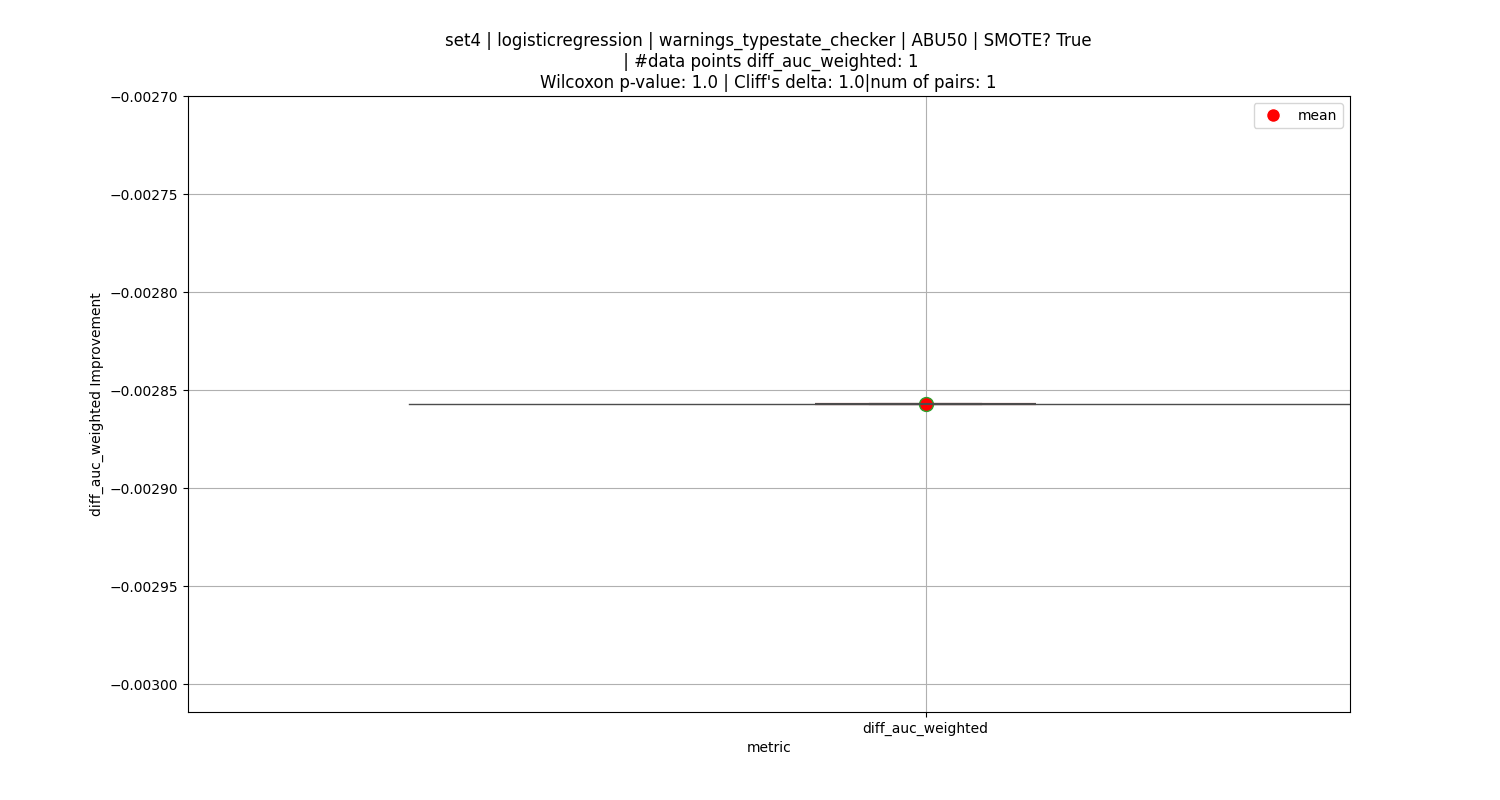 set4 | logisticregression | warnings_typestate_checker | ABU50 | SMOTE? True
| #data points diff_auc_weighted: 1
Wilcoxon p-value: 1.0 | Cliff's delta: 1.0|num of pairs: 1
mean
−0.00270
−0.00275
−0.00280
−0.00285
−0.00290
−0.00295
−0.00300
diff_auc_weighted Improvement
diff_auc_weighted
metric